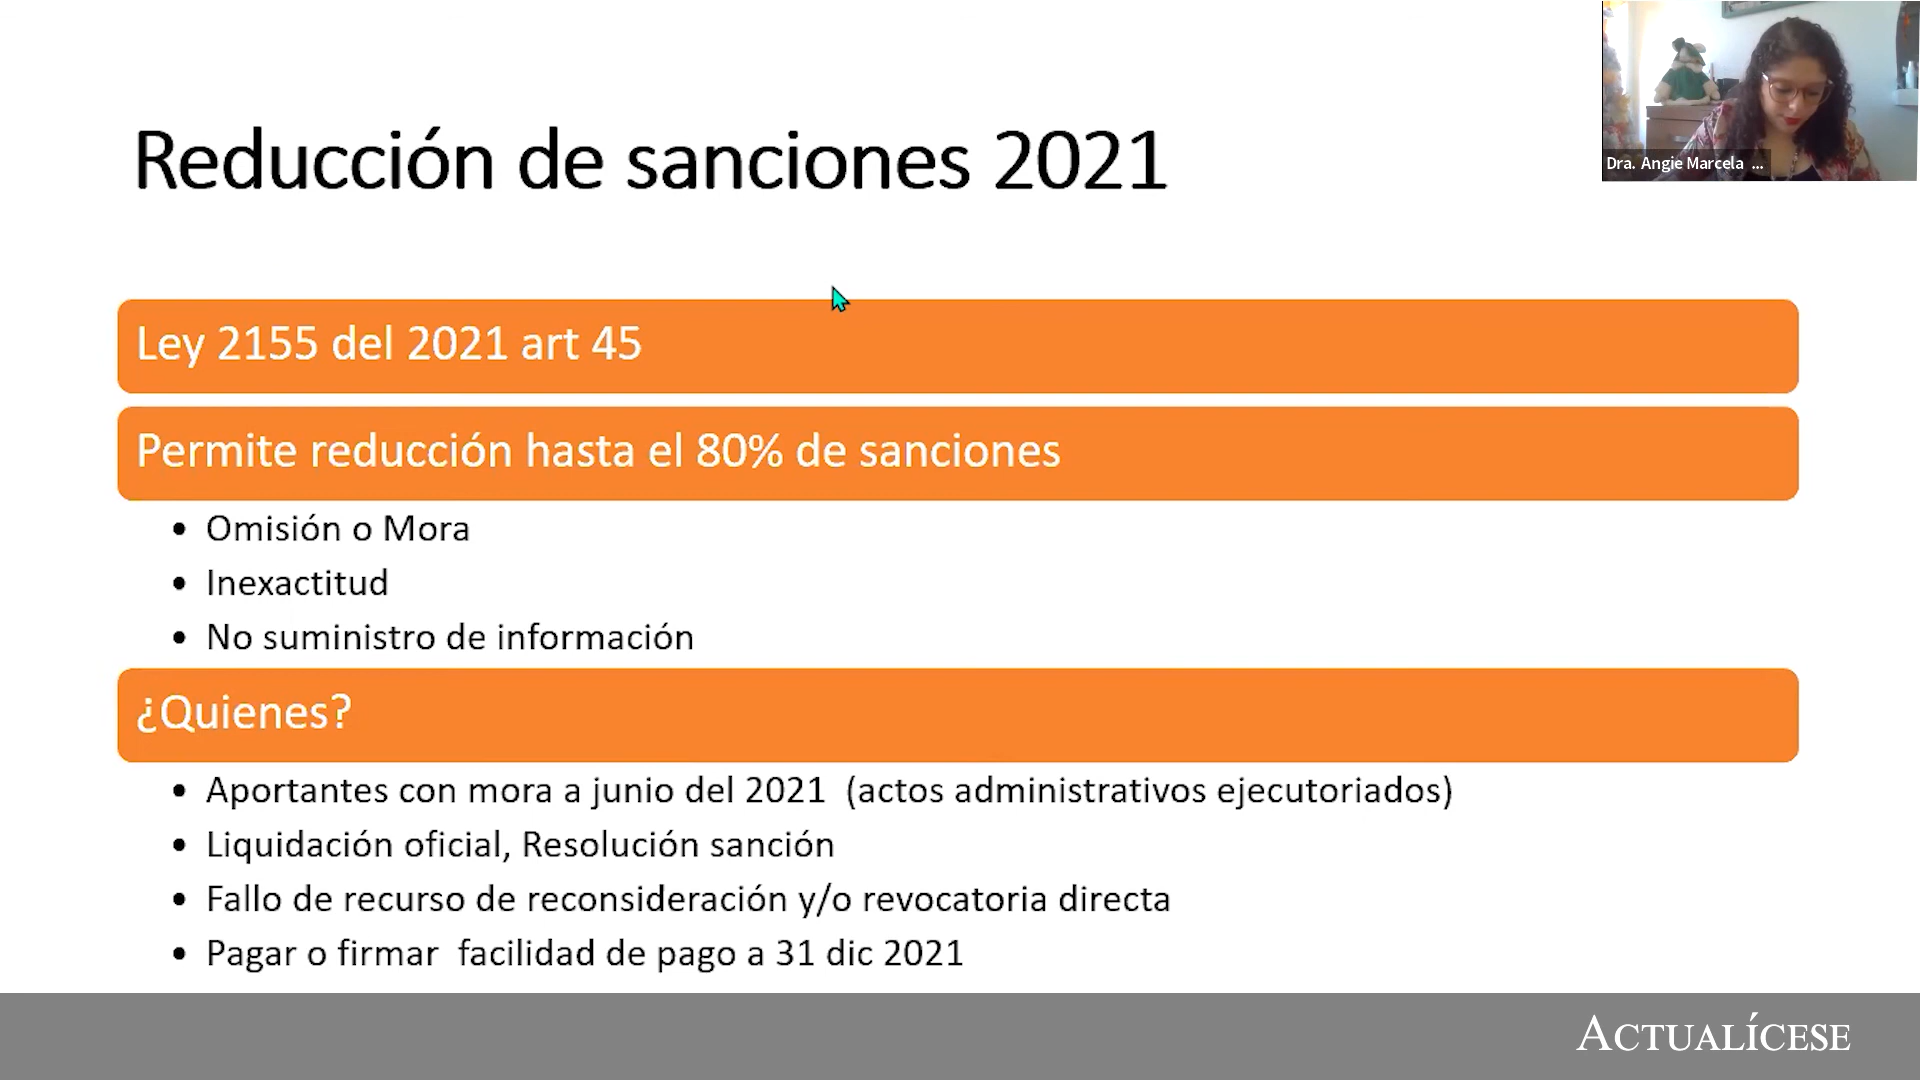 Reducción de sanciones 2021
Dra. Angie Marcela ...
Ley 2155 del 2021 art 45
Permite reducción hasta el 80% de sanciones
• Omisión o Mora
• Inexactitud
• No suministro de información
¿Quienes?
• Aportantes con mora a junio del 2021 (actos administrativos ejecutoriados)
• Liquidación oficial, Resolución sanción
• Fallo de recurso de reconsideración y/o revocatoria directa
• Pagar o firmar facilidad de pago a 31 dic 2021
ACTUALÍCESE